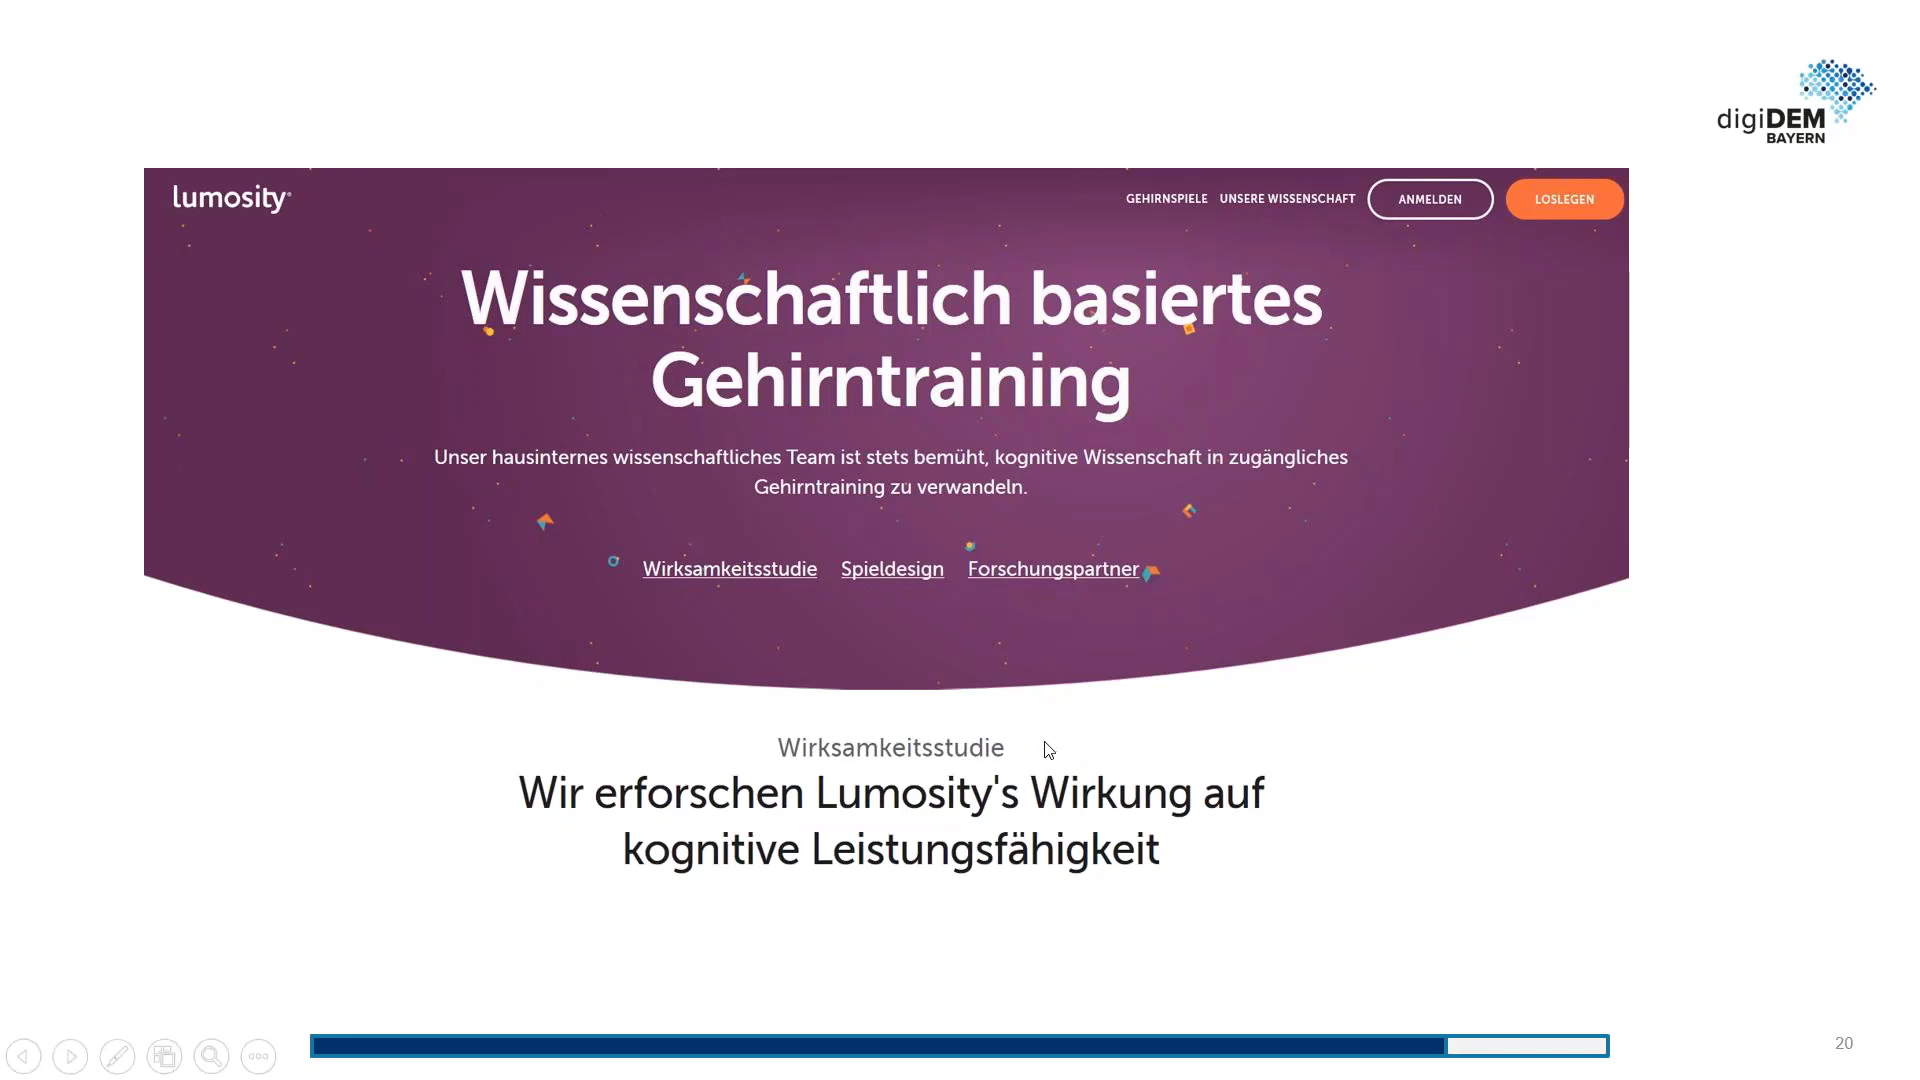 digiDEM
BAYERN
lumosity
GEHIRNSPIELE UNSERE WISSENSCHAFT ANMELDEN LOSLEGEN
Wissenschaftlich basiertes
Gehirntraining
Unser hausinternes wissenschaftliches Team ist stets bemüht, kognitive Wissenschaft in zugängliches
Gehirntraining zu verwandeln.
Wirksamkeitsstudie Spieldesign Forschungspartner
Wirksamkeitsstudie
Wir erforschen Lumosity's Wirkung auf
kognitive Leistungsfähigkeit
20